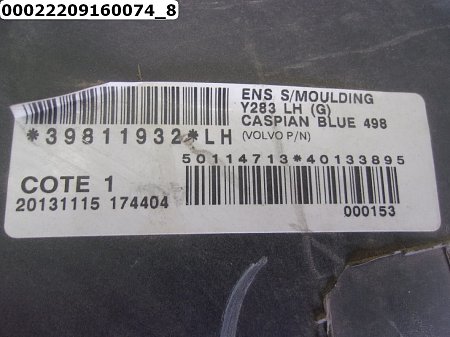 00022209160074_8
ENS S/MOULDING
Y283 LH (G)
CASPIAN BLUE 498
(VOLVO P/N)
*39811932*LH
50114713*40133895
COTE 1
20131115 174404
000153